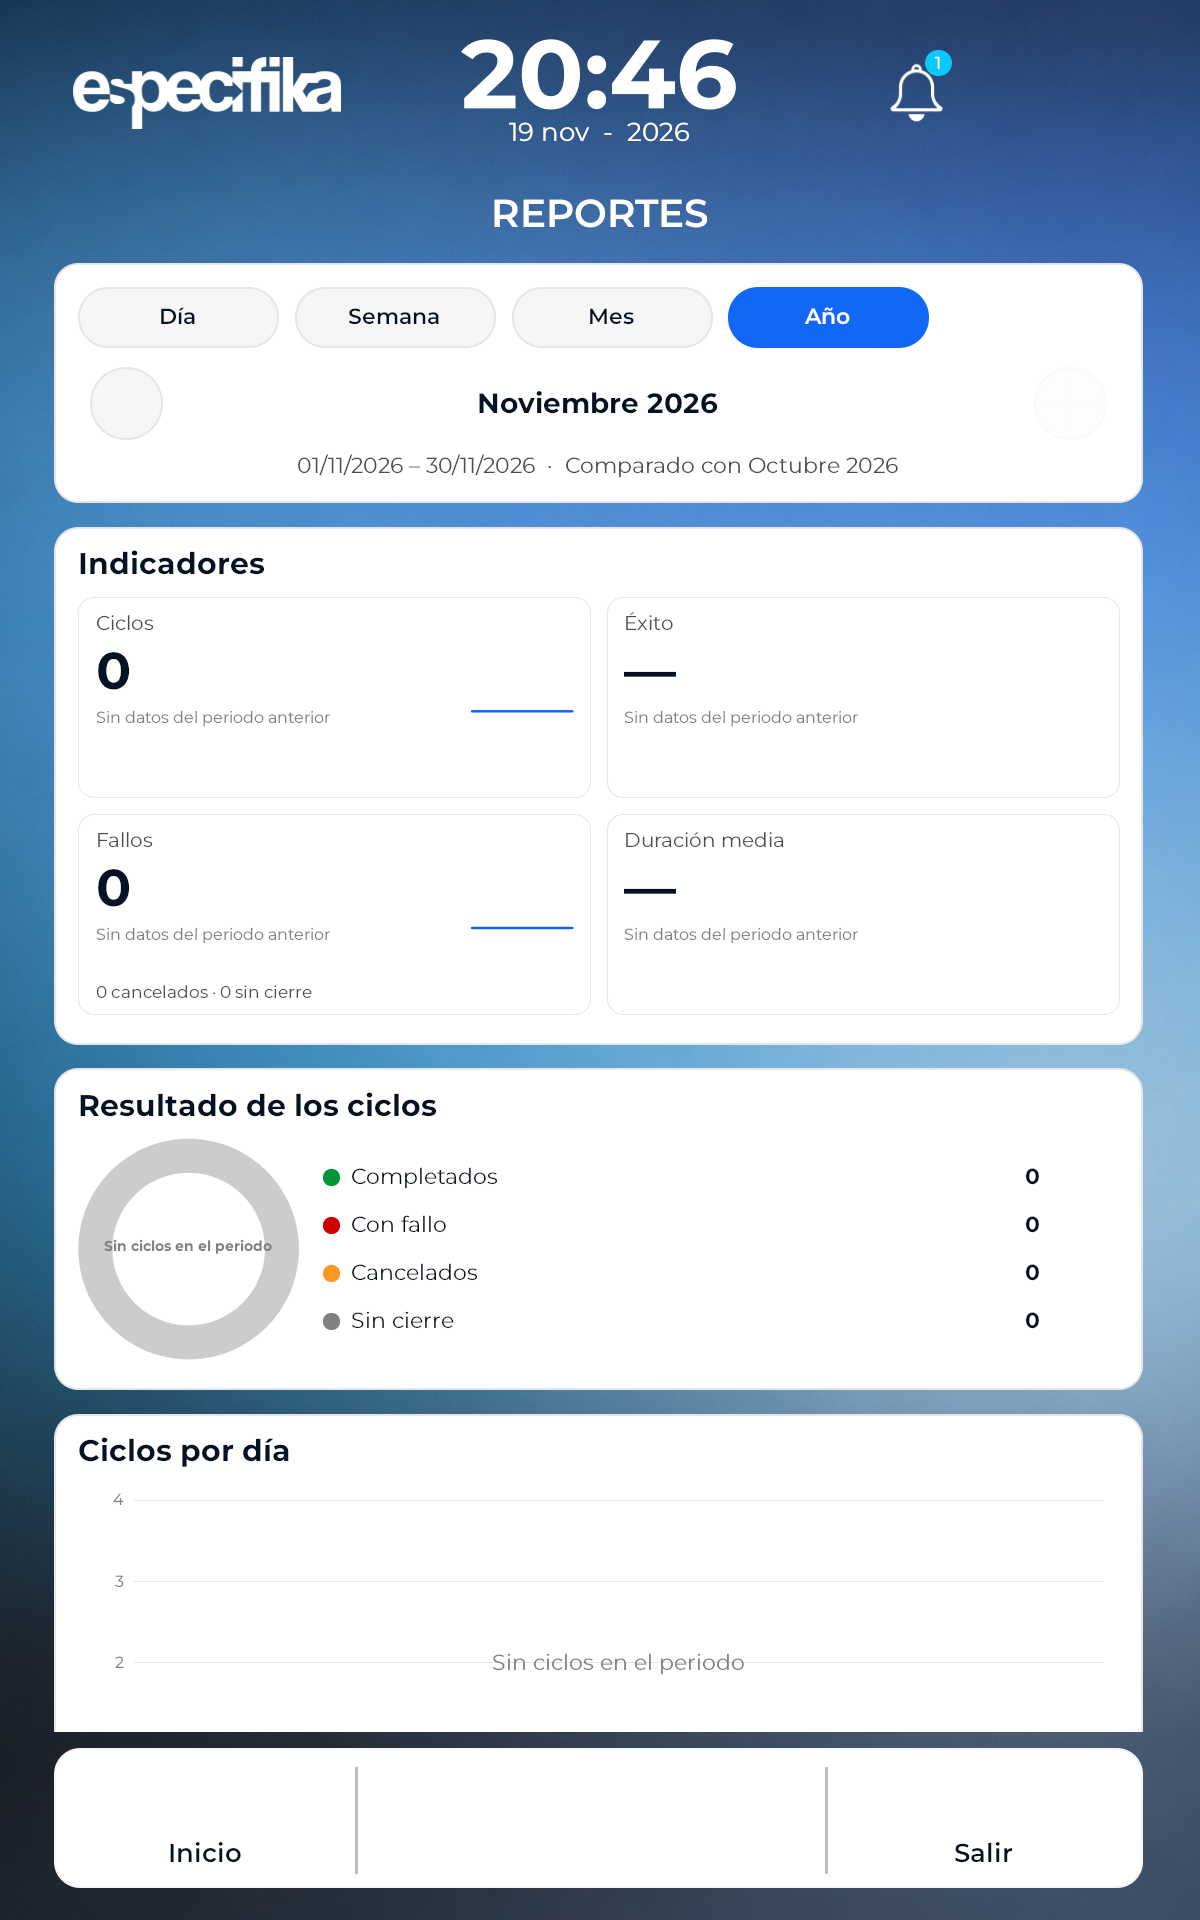 especifika
20:46
19 nov - 2026
1
REPORTES
Día
Semana
Mes
Año
Noviembre 2026
01/11/2026 – 30/11/2026 · Comparado con Octubre 2026
Indicadores
Ciclos
0
Sin datos del periodo anterior
Éxito
—
Sin datos del periodo anterior
Fallos
0
Sin datos del periodo anterior
0 cancelados · 0 sin cierre
Duración media
—
Sin datos del periodo anterior
Resultado de los ciclos
Sin ciclos en el periodo
Completados 0
Con fallo 0
Cancelados 0
Sin cierre 0
Ciclos por día
4
3
2
Sin ciclos en el periodo
Inicio
Salir